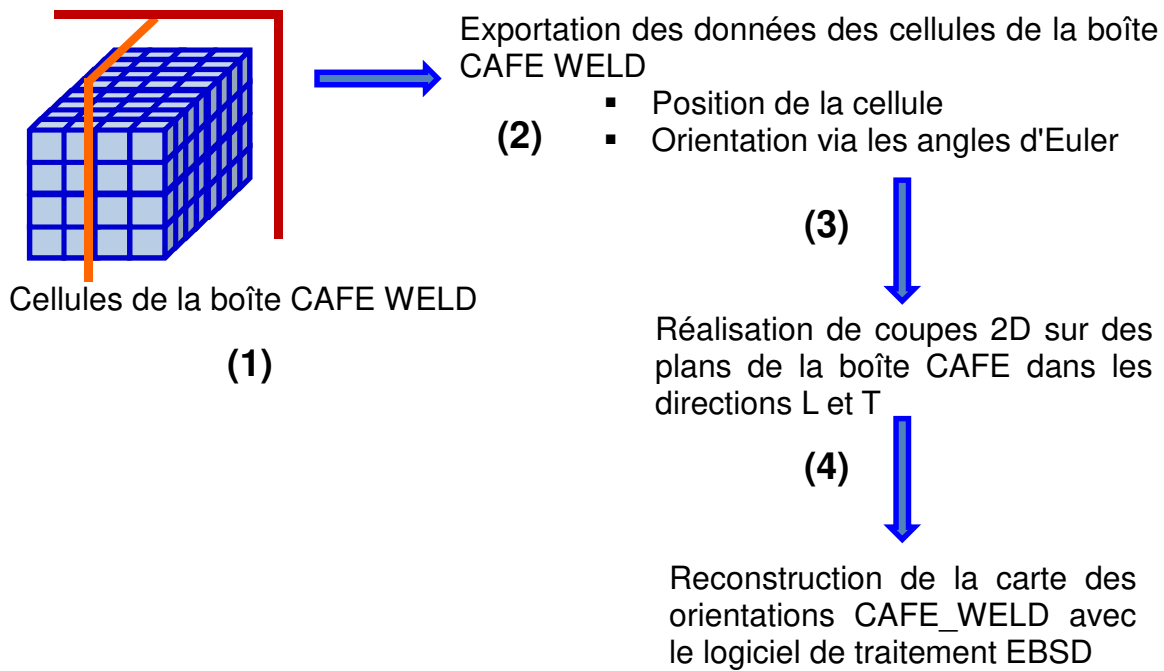 Exportation des données des cellules de la boîte
CAFE WELD
▪ Position de la cellule
(2) ▪ Orientation via les angles d'Euler
Cellules de la boîte CAFE WELD
(1)
(3)
Réalisation de coupes 2D sur des
plans de la boîte CAFE dans les
directions L et T
(4)
Reconstruction de la carte des
orientations CAFE_WELD avec
le logiciel de traitement EBSD